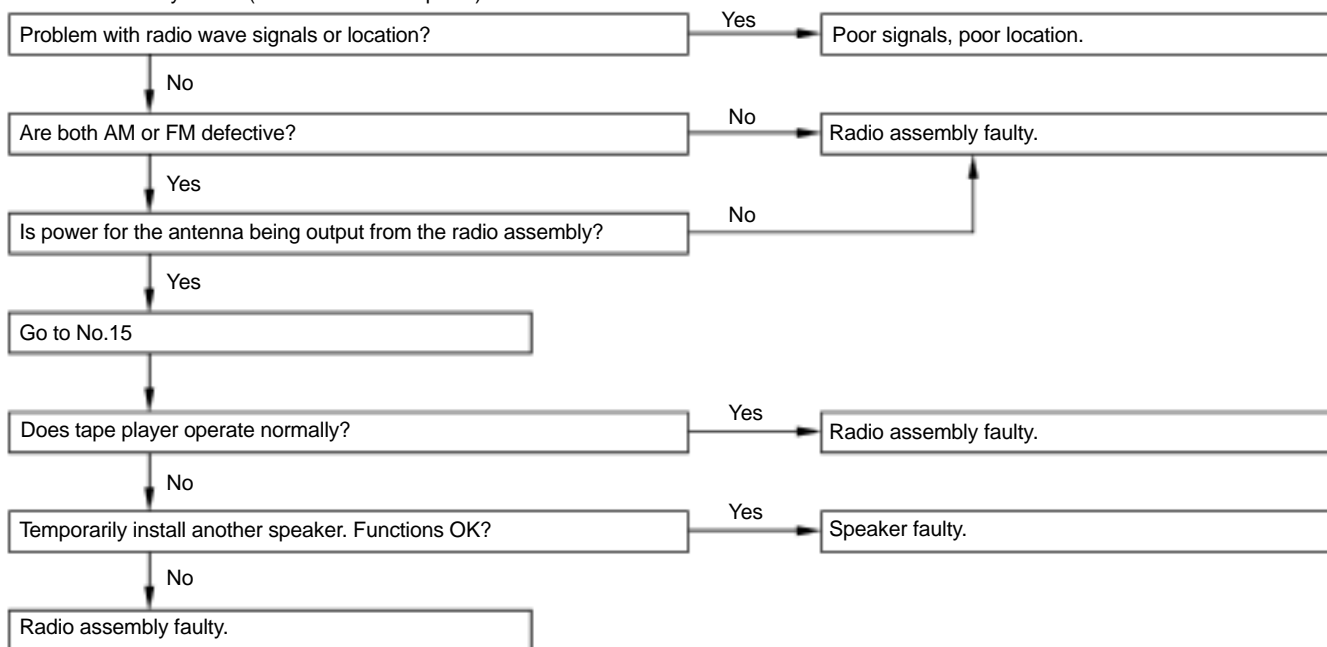 Problem with radio wave signals or location?
Yes
Poor signals, poor location.
No
Are both AM or FM defective?
No
Radio assembly faulty.
Yes
Is power for the antenna being output from the radio assembly?
No
Yes
Go to No.15
Does tape player operate normally?
Yes
Radio assembly faulty.
No
Temporarily install another speaker. Functions OK?
Yes
Speaker faulty.
No
Radio assembly faulty.